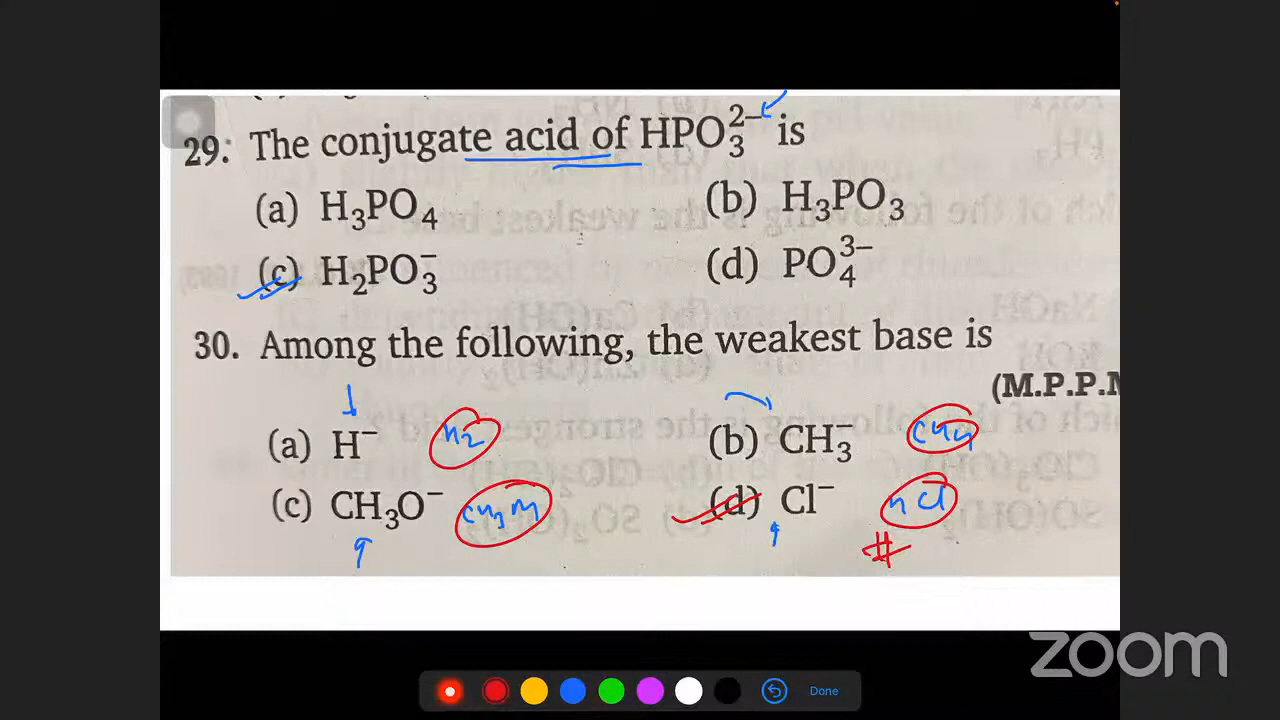 29. The conjugate acid of HPO₃²⁻ is
(a) H₃PO₄ (b) H₃PO₃
(c) H₂PO₃⁻ (d) PO₄³⁻
30. Among the following, the weakest base is
(M.P.P.M
(a) H⁻ H2 (b) CH₃⁻ CH4
(c) CH₃O⁻ (d) Cl⁻ HCl
zoom
Done